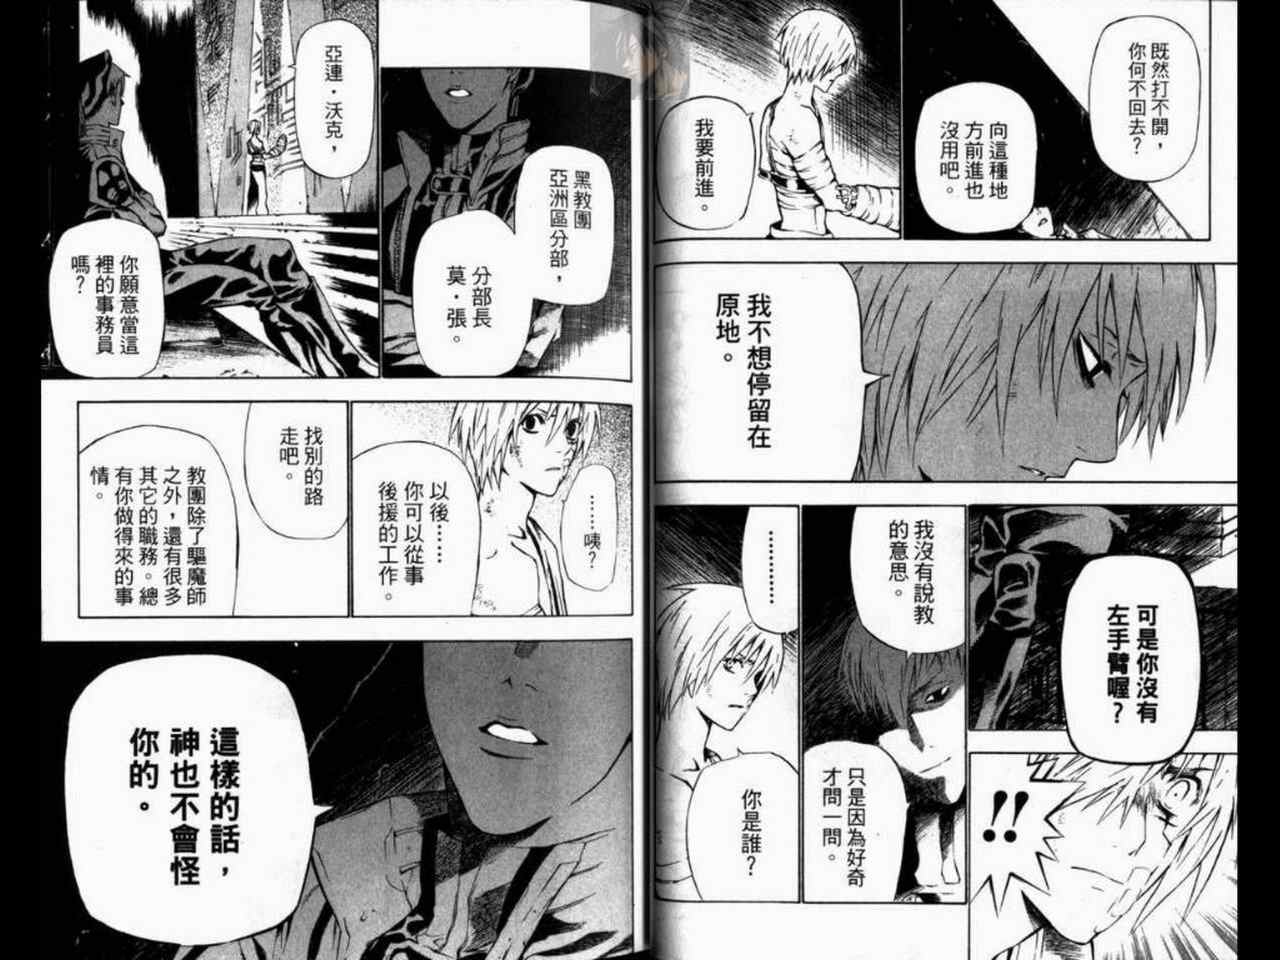 既然打不開，
你何不回去？
向這種地
方前進也
沒用吧。
我要前進。
我不想停留在
原地。
可是你沒有
左手臂喔？
!!
我沒有說教
的意思。
只是因為好奇
才問一問。
…………
你是誰？
黑教團
亞洲區分部，
分部長
莫・張。
亞連・沃克，
你願意當這
裡的事務員
嗎？
……咦？
以後……
你可以從事
後援的工作。
找別的路
走吧。
教團除了驅魔師
之外，還有很多
其它的職務。總
有你做得來的事
情。
這樣的話，
神也不會怪
你的。